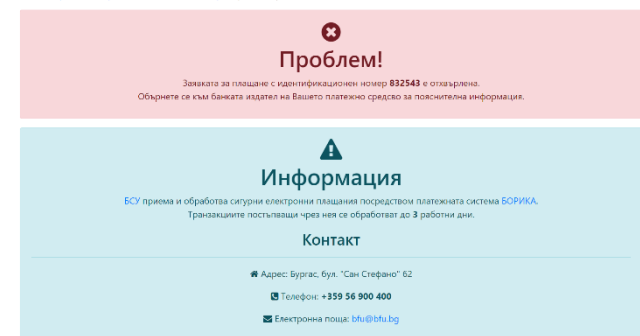 Проблем!
Заявката за плащане с идентификационен номер 832543 е отхвърлена.
Обърнете се към банката издател на Вашето платежно средсво за пояснителна информация.
Информация
БСУ приема и обработва сигурни електронни плащания посредством платежната система БОРИКА.
Транзакциите постъпващи чрез нея се обработват до 3 работни дни.
Контакт
Адрес: Бургас, бул. "Сан Стефано" 62
Телефон: +359 56 900 400
Електронна поща: bfu@bfu.bg